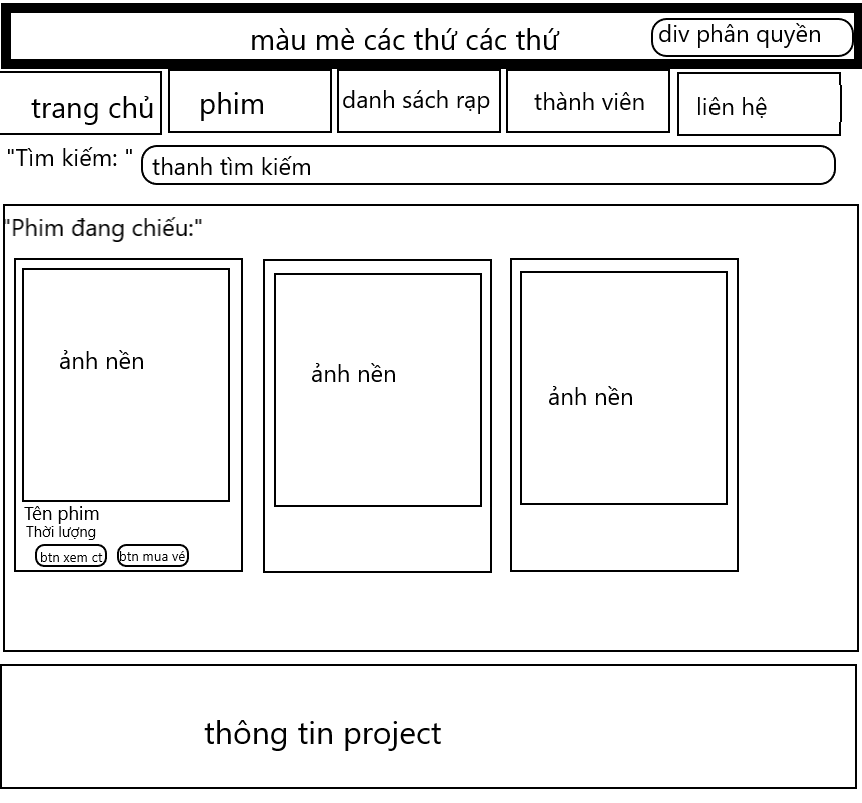 màu mè các thứ các thứ
div phân quyền
trang chủ
phim
danh sách rạp
thành viên
liên hệ
"Tìm kiếm: "
thanh tìm kiếm
"Phim đang chiếu:"
ảnh nền
ảnh nền
ảnh nền
Tên phim
Thời lượng
btn xem ct
btn mua vé
thông tin project